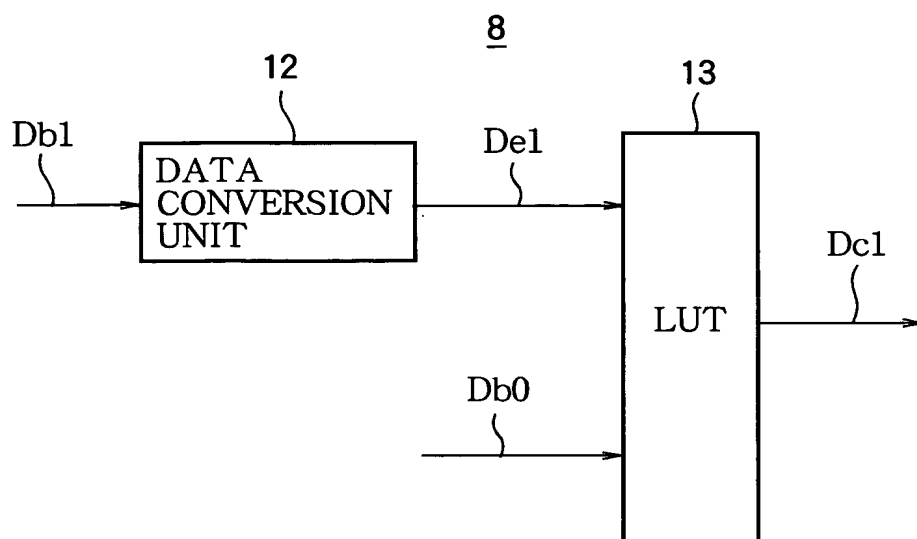 8
12
13
Db1
DATA
CONVERSION
UNIT
De1
Dc1
LUT
Db0